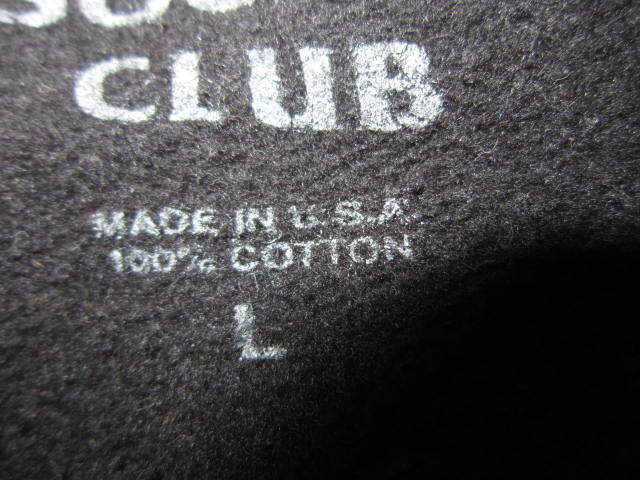 CLUB
MADE IN U.S.A.
100% COTTON
L